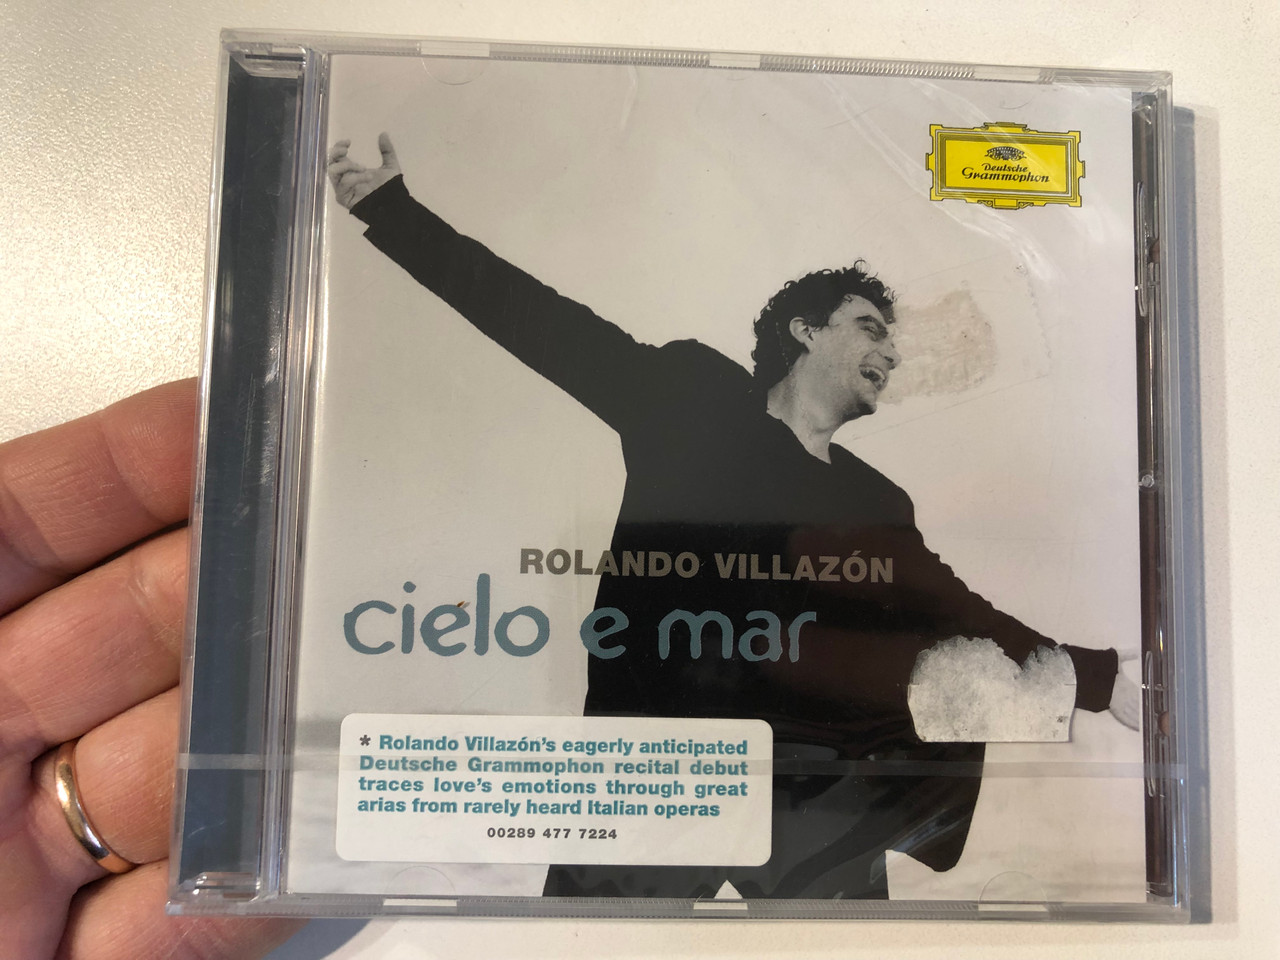 Deutsche
Grammophon
ROLANDO VILLAZÓN
cielo e mar
* Rolando Villazón's eagerly anticipated
Deutsche Grammophon recital debut
traces love's emotions through great
arias from rarely heard Italian operas
00289 477 7224